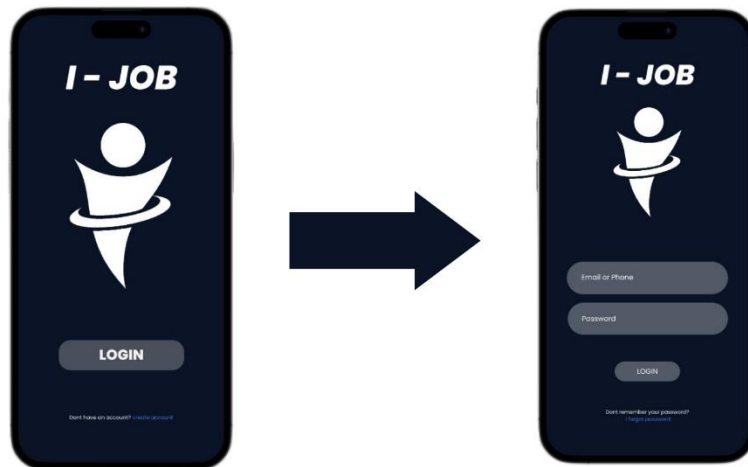 I - JOB
LOGIN
Dont have an account? create account
I - JOB
Email or Phone
Password
LOGIN
Dont remember your password?
I forgot password